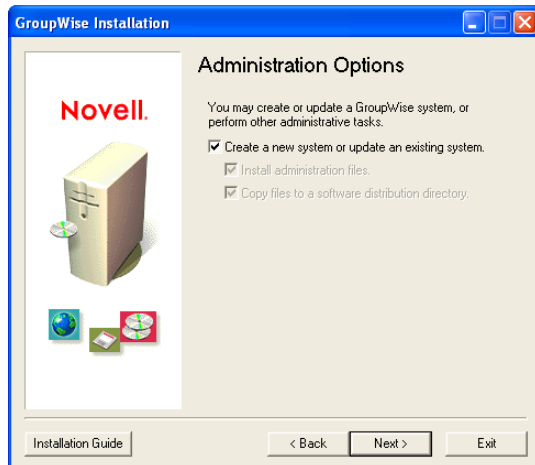 GroupWise Installation
Administration Options
Novell.
You may create or update a GroupWise system, or
perform other administrative tasks.
Create a new system or update an existing system.
Install administration files.
Copy files to a software distribution directory.
Installation Guide
< Back
Next >
Exit